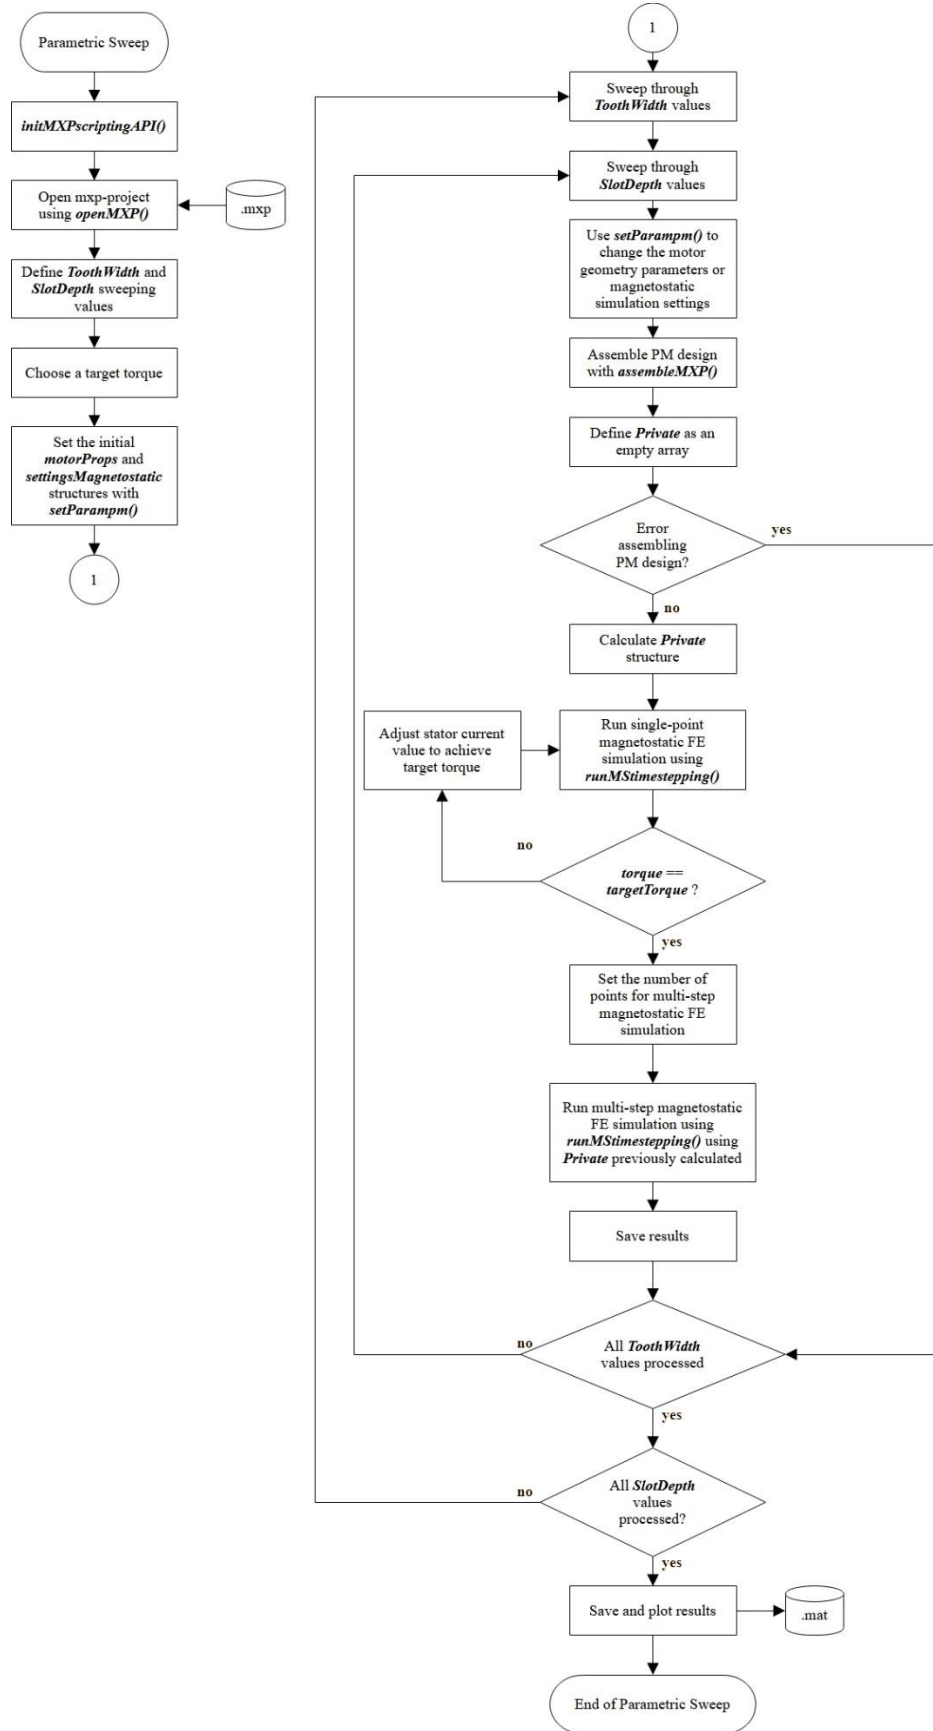 Parametric Sweep
initMXPscriptingAPI()
Open mxp-project
using openMXP()
.mxp
Define ToothWidth and
SlotDepth sweeping
values
Choose a target torque
Set the initial
motorProps and
settingsMagnetostatic
structures with
setParampm()
1
1
Sweep through
ToothWidth values
Sweep through
SlotDepth values
Use setParampm() to
change the motor
geometry parameters or
magnetostatic
simulation settings
Assemble PM design
with assembleMXP()
Define Private as an
empty array
Error
assembling
PM design?
yes
no
Calculate Private
structure
Adjust stator current
value to achieve
target torque
Run single-point
magnetostatic FE
simulation using
runMStimestepping()
no
torque ==
targetTorque ?
yes
Set the number of
points for multi-step
magnetostatic FE
simulation
Run multi-step magnetostatic
FE simulation using
runMStimestepping() using
Private previously calculated
Save results
no
All ToothWidth
values processed
yes
no
All SlotDepth
values
processed?
yes
Save and plot results
.mat
End of Parametric Sweep